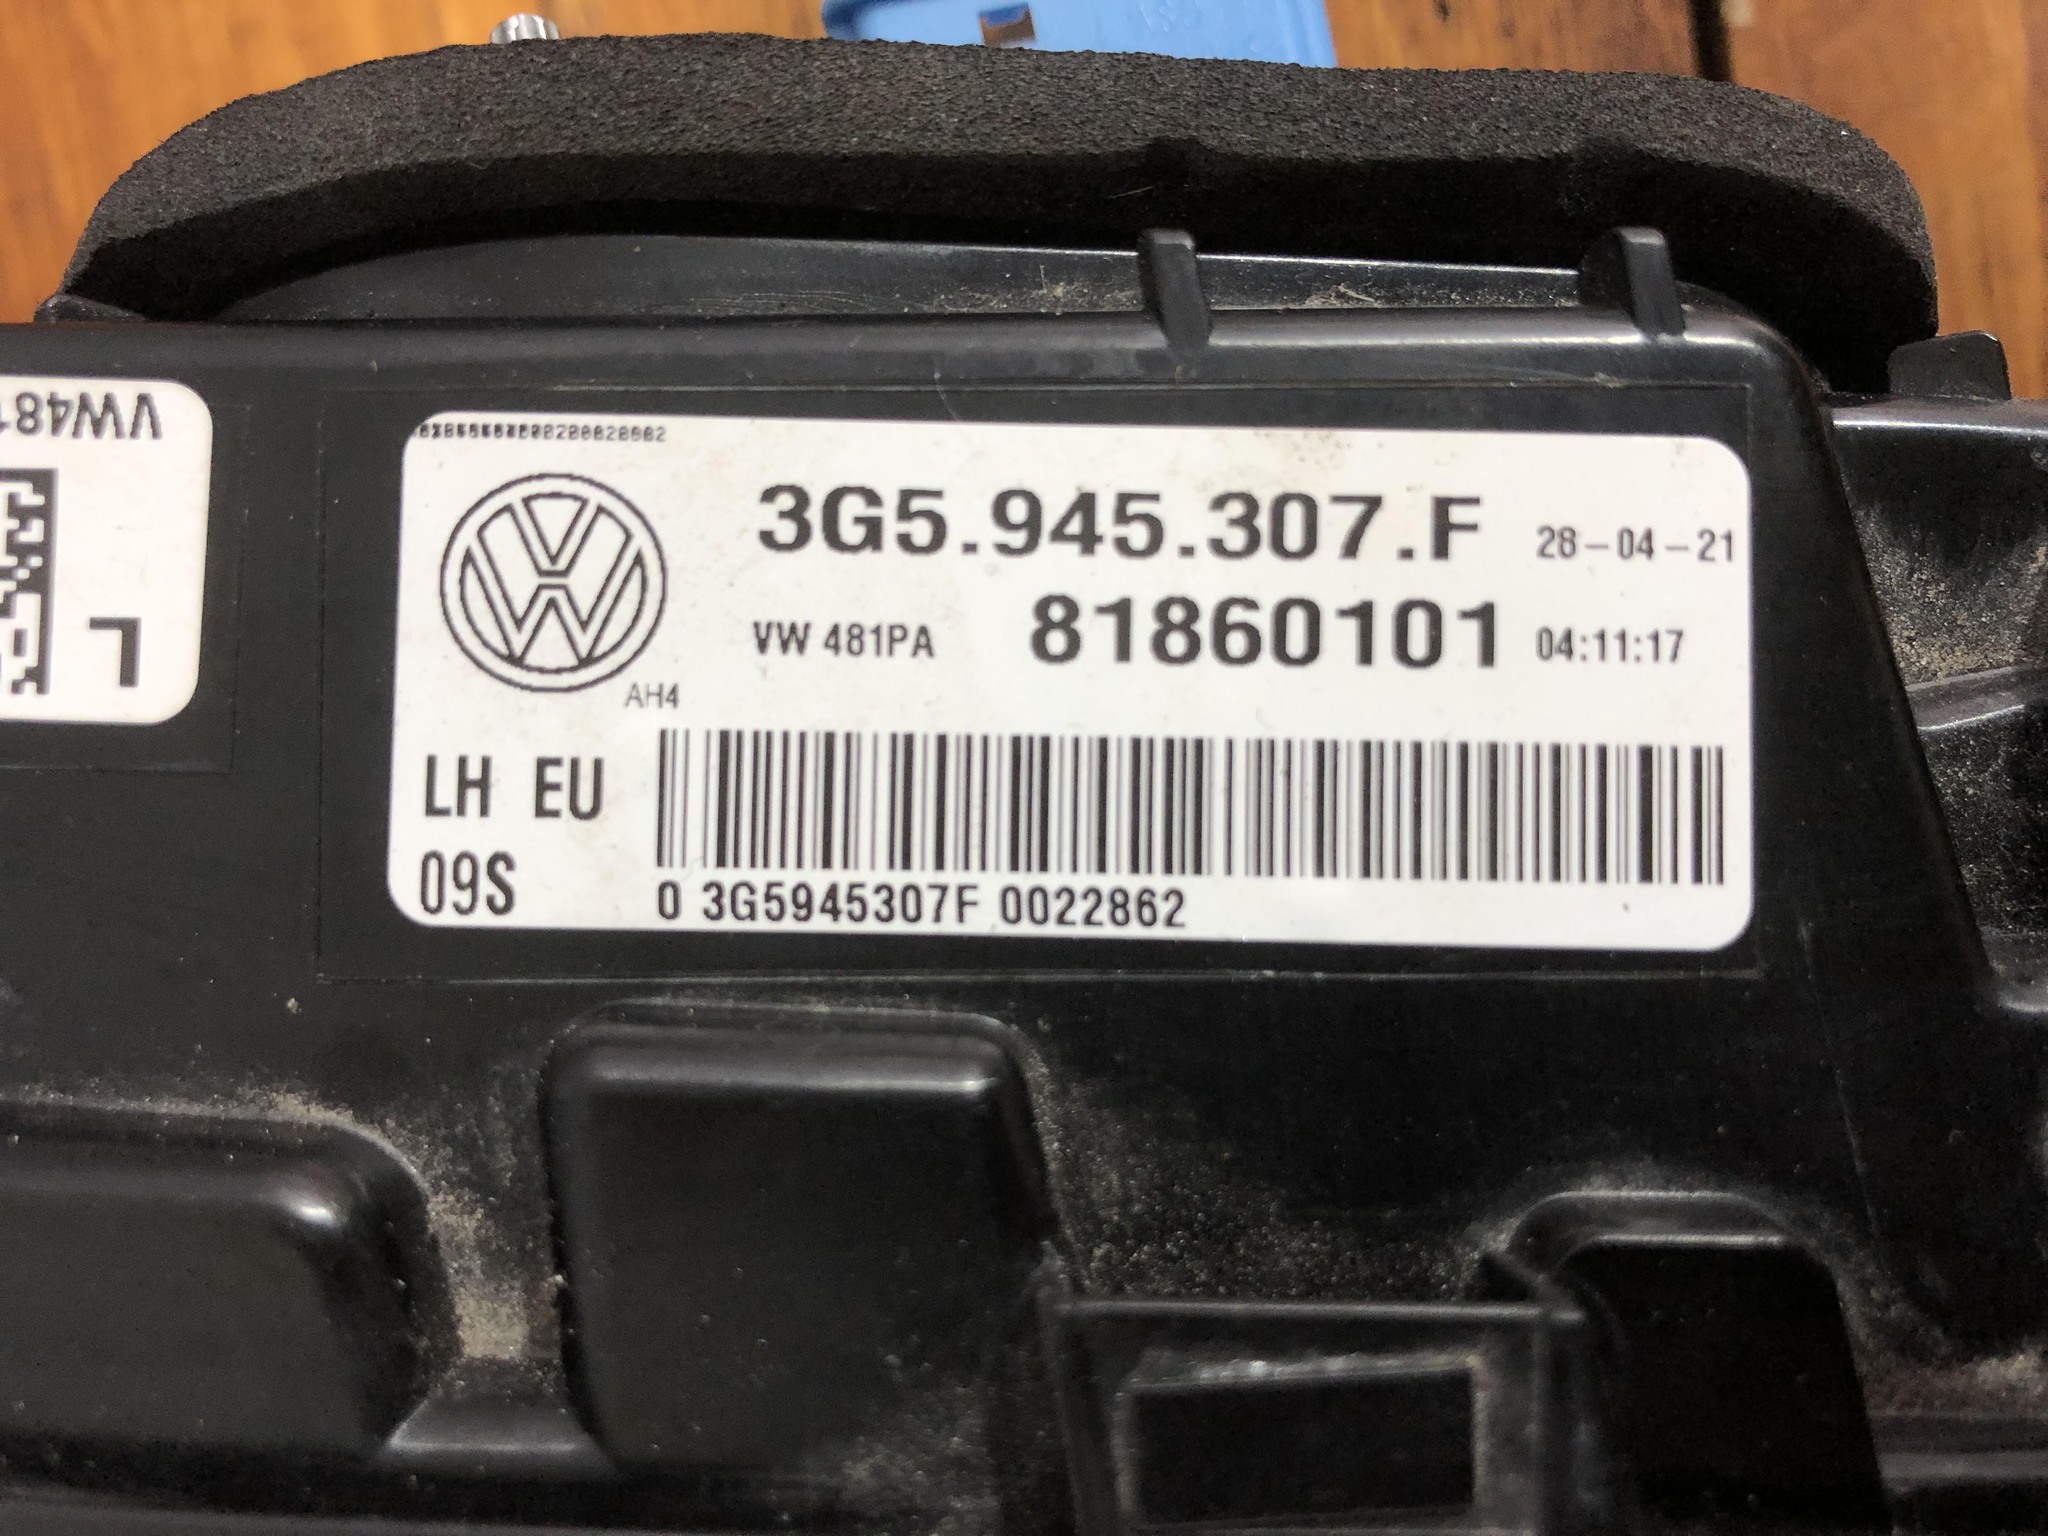 VW481
L
3G5.945.307.F 28-04-21
VW 481PA 81860101 04:11:17
AH4
LH EU
09S
0 3G5945307F 0022862